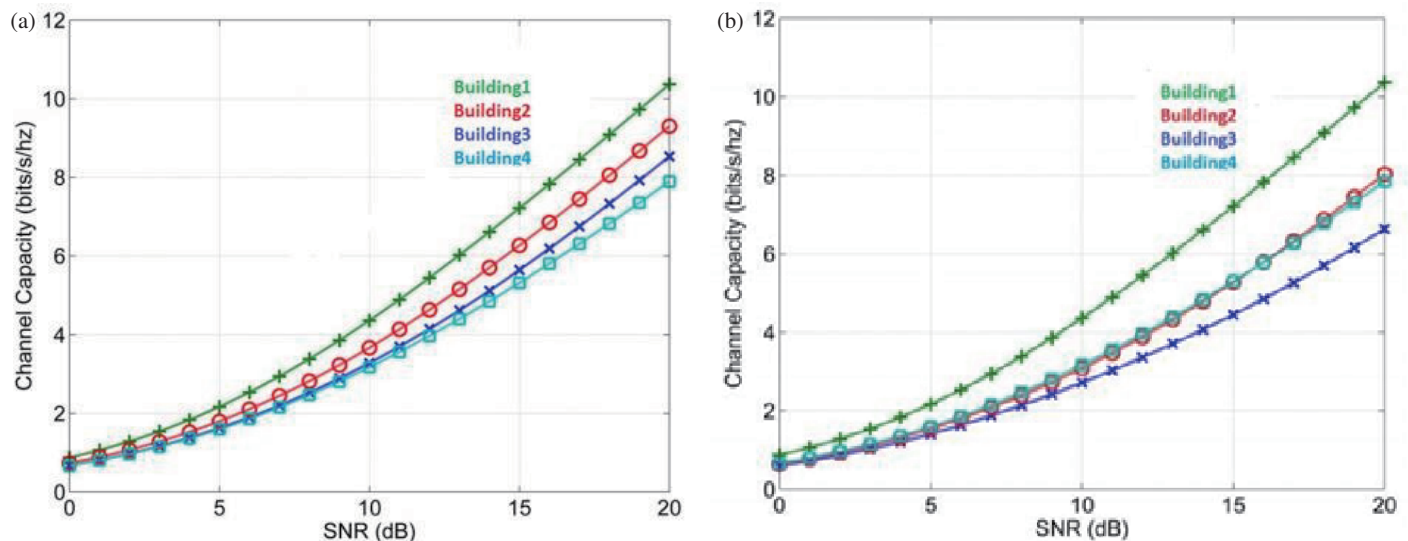 (a)
12
10
8
6
4
2
0
Channel Capacity (bits/s/hz)
Building1
Building2
Building3
Building4
0 5 10 15 20
SNR (dB)
(b)
12
10
8
6
4
2
0
Channel Capacity (bits/s/hz)
Building1
Building2
Building3
Building4
0 5 10 15 20
SNR (dB)